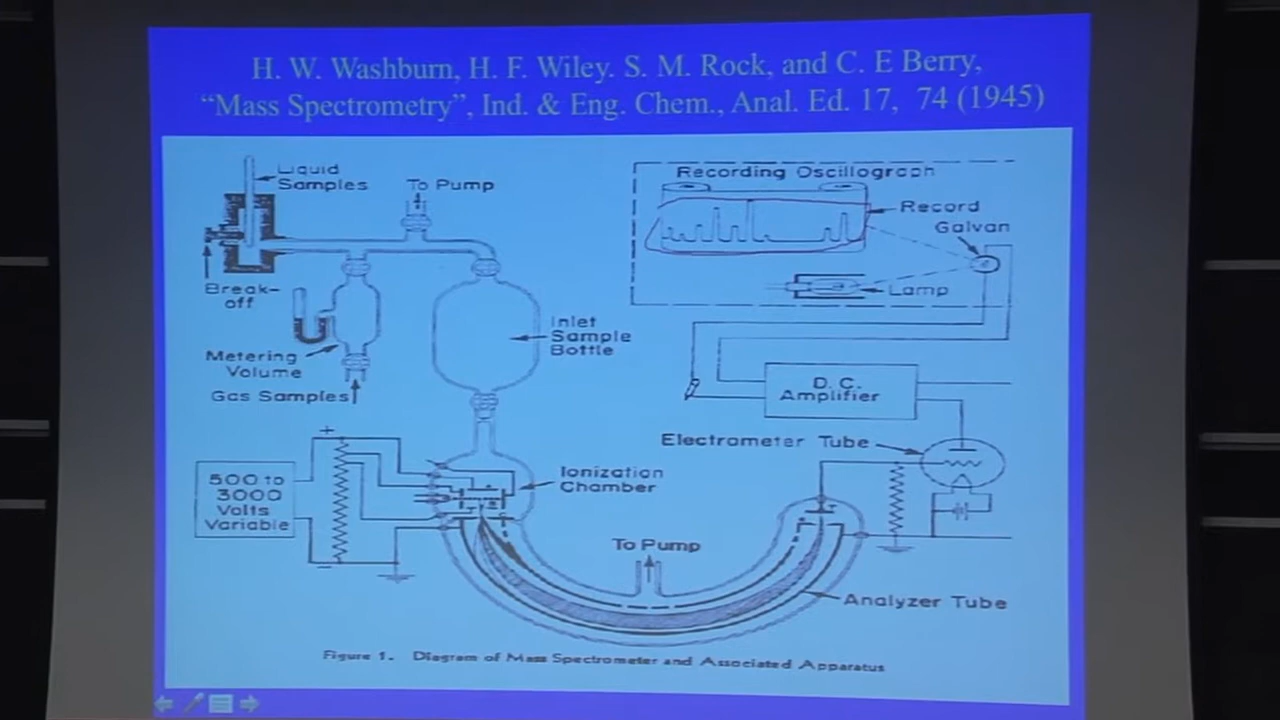 H. W. Washburn, H. F. Wiley. S. M. Rock, and C. E Berry,
“Mass Spectrometry”, Ind. & Eng. Chem., Anal. Ed. 17, 74 (1945)
Liquid
Samples
To Pump
Break-
off
Metering
Volume
Gas Samples
Inlet
Sample
Bottle
Recording Oscillograph
Record
Galvan
Lamp
D. C.
Amplifier
Electrometer Tube
+
500 to
3000
Volts
Variable
-
Ionization
Chamber
To Pump
Analyzer Tube
Figure 1. Diagram of Mass Spectrometer and Associated Apparatus